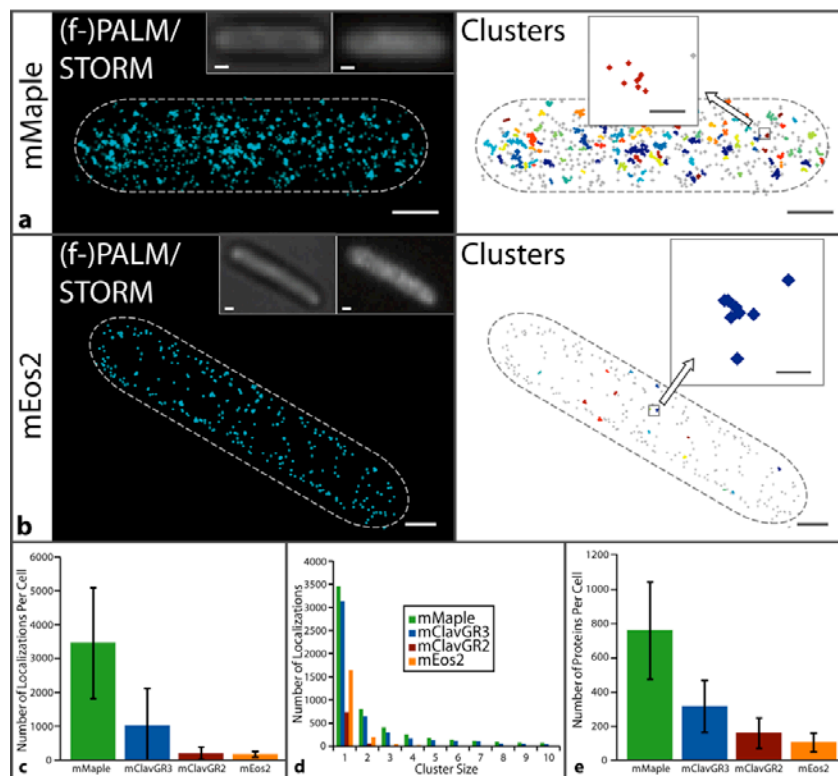 (f-)PALM/
STORM
Clusters
mMaple
a
(f-)PALM/
STORM
Clusters
mEos2
b
Number of Localizations Per Cell
6000
5000
4000
3000
2000
1000
0
mMaple mClavGR3 mClavGR2 mEos2
c
Number of Localizations
4000
3500
3000
2500
2000
1500
1000
500
0
mMaple
mClavGR3
mClavGR2
mEos2
1 2 3 4 5 6 7 8 9 10
Cluster Size
d
Number of Proteins Per Cell
1200
1000
800
600
400
200
0
mMaple mClavGR3 mClavGR2 mEos2
e